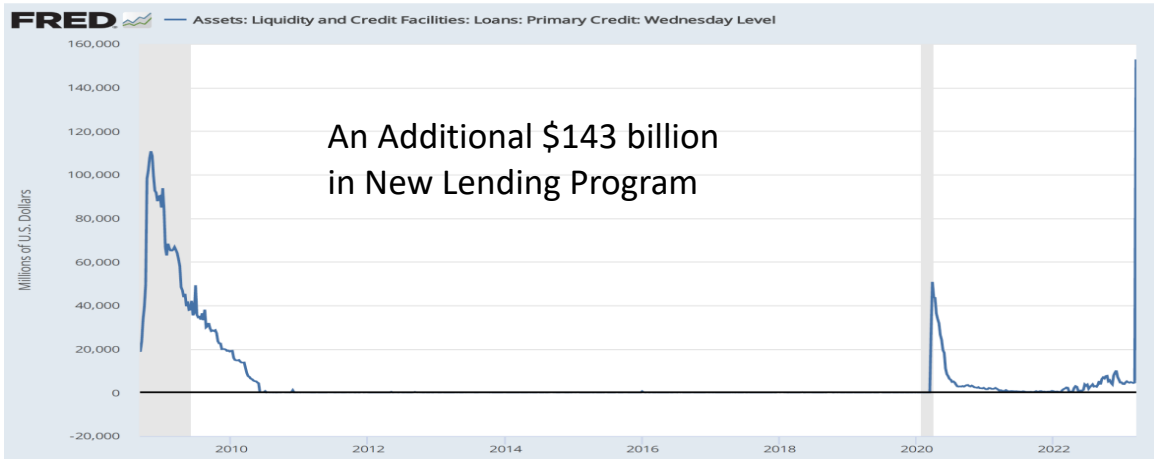 FRED — Assets: Liquidity and Credit Facilities: Loans: Primary Credit: Wednesday Level
160,000
140,000
120,000
100,000
80,000
60,000
40,000
20,000
0
-20,000
Millions of U.S. Dollars
An Additional $143 billion
in New Lending Program
2010 2012 2014 2016 2018 2020 2022